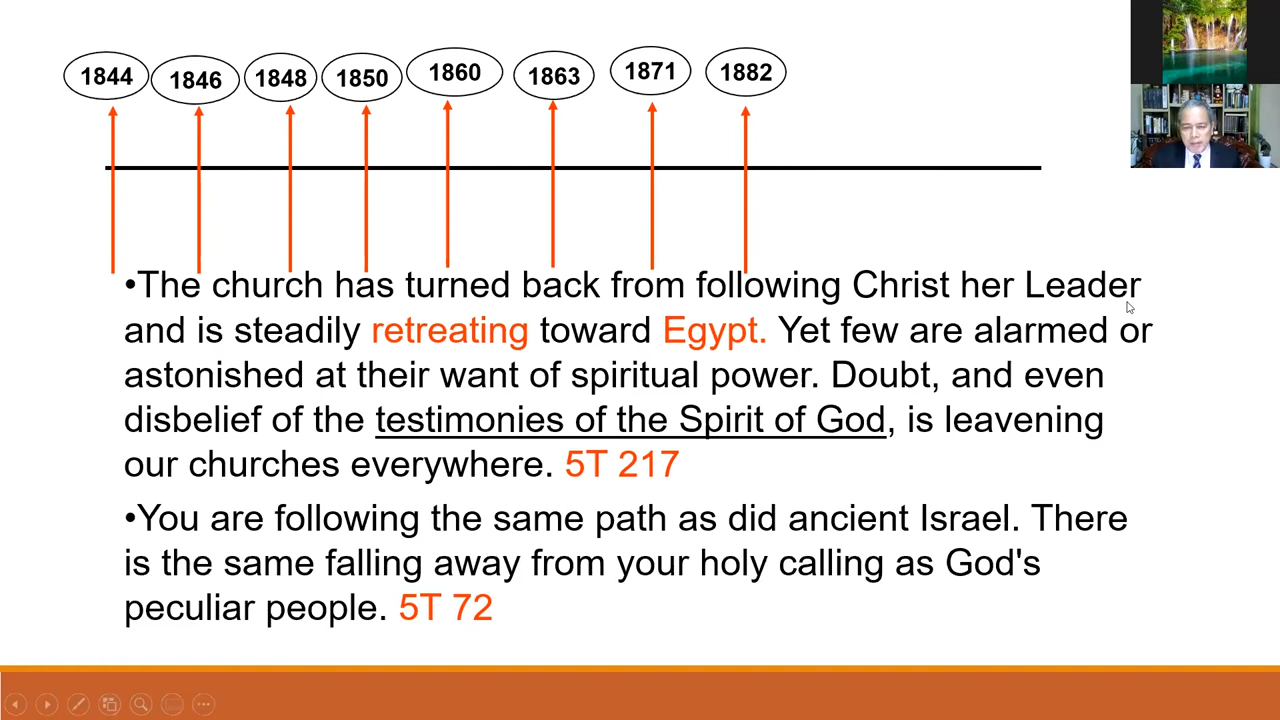 1844 1846 1848 1850 1860 1863 1871 1882
•The church has turned back from following Christ her Leader
and is steadily retreating toward Egypt. Yet few are alarmed or
astonished at their want of spiritual power. Doubt, and even
disbelief of the testimonies of the Spirit of God, is leavening
our churches everywhere. 5T 217
•You are following the same path as did ancient Israel. There
is the same falling away from your holy calling as God's
peculiar people. 5T 72